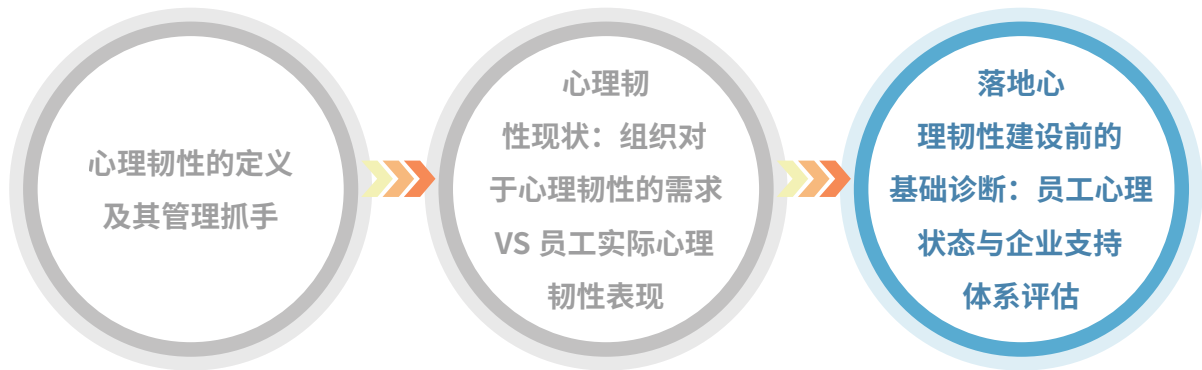 心理韧性的定义
及其管理抓手
心理韧
性现状：组织对
于心理韧性的需求
VS 员工实际心理
韧性表现
落地心
理韧性建设前的
基础诊断：员工心理
状态与企业支持
体系评估